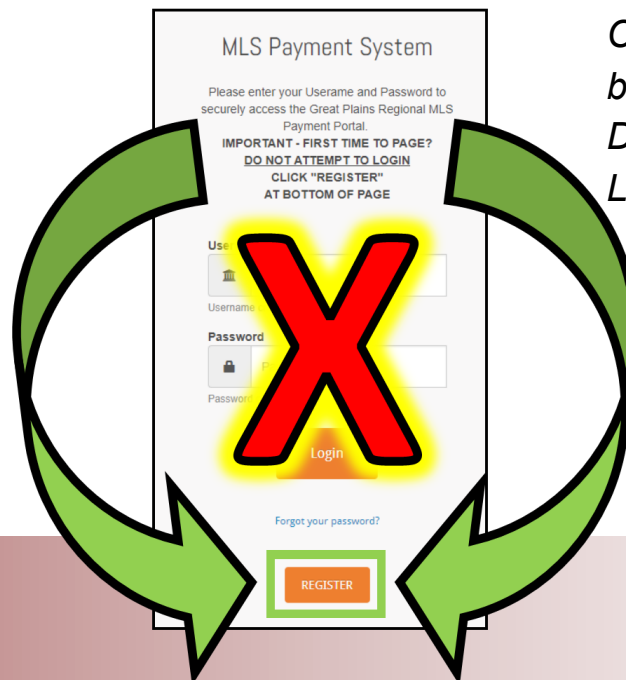 MLS Payment System
Please enter your Userame and Password to
securely access the Great Plains Regional MLS
Payment Portal.
IMPORTANT - FIRST TIME TO PAGE?
DO NOT ATTEMPT TO LOGIN
CLICK "REGISTER"
AT BOTTOM OF PAGE
Username
Password
Password
X
Login
Forgot your password?
REGISTER